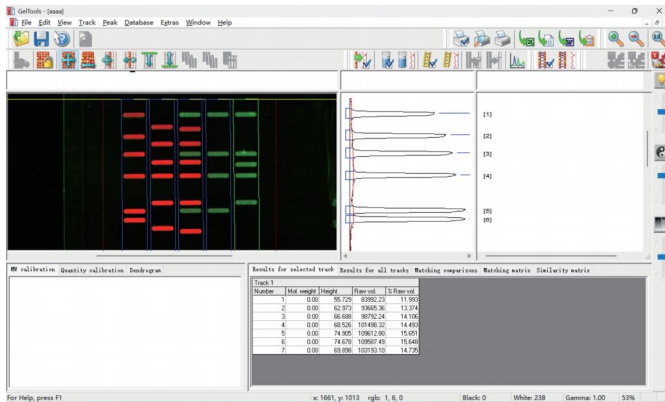 GelTools - [aaaa]
File Edit View Track Peak Database Extras Window Help
[1]
[2]
[3]
[4]
[5]
[6]
MW calibration Quantity calibration Dendrogram
Results for selected track Results for all tracks Matching comparisons Matching matrix Similarity matrix
Track 1
Number Mol. weight Height Raw vol. % Raw vol.
1 0.00 55.729 83992.23 11.993
2 0.00 62.973 93665.36 13.374
3 0.00 66.688 98792.24 14.106
4 0.00 68.526 101498.32 14.493
5 0.00 74.905 109612.80 15.651
6 0.00 74.678 109587.49 15.648
7 0.00 69.898 103193.10 14.735
For Help, press F1 x: 1661, y: 1013 rgb: 1, 6, 0 Black: 0 White: 238 Gamma: 1.00 53%